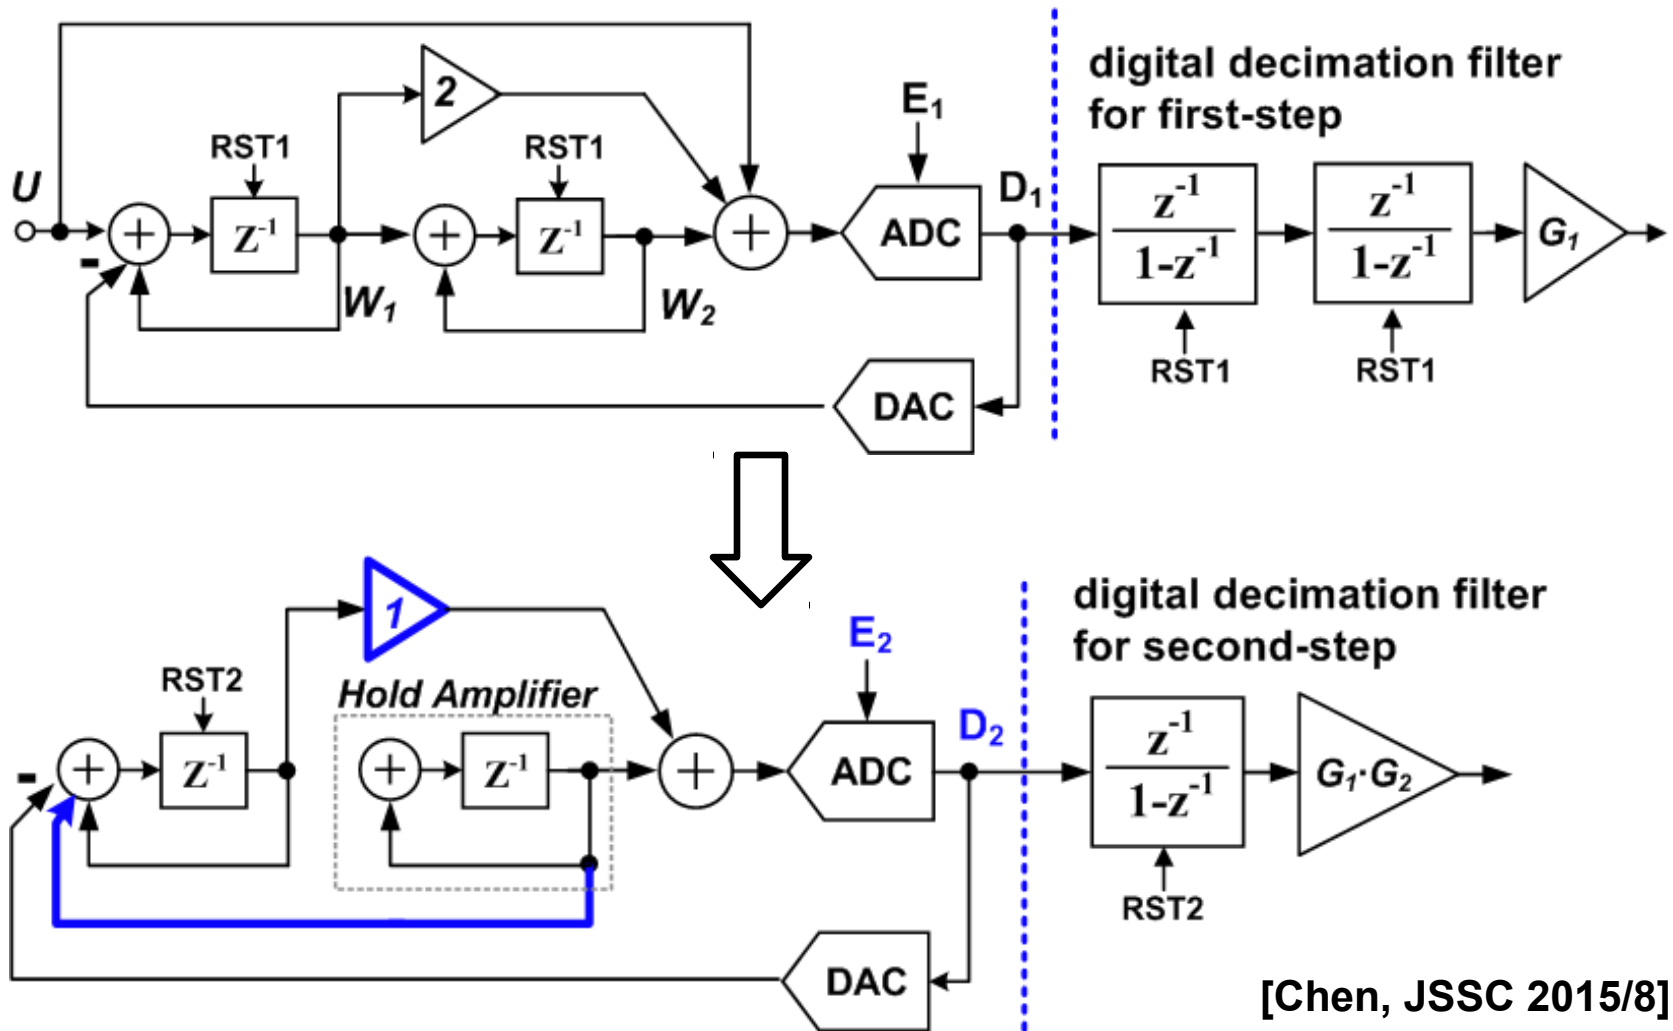 digital decimation filter
for first-step
2
E₁
RST1
RST1
U
D₁
+
z⁻¹
+
z⁻¹
+
ADC
z⁻¹
1-z⁻¹
z⁻¹
1-z⁻¹
G₁
-
W₁
W₂
RST1
RST1
DAC
digital decimation filter
for second-step
1
E₂
RST2
Hold Amplifier
D₂
-
+
z⁻¹
+
z⁻¹
+
ADC
z⁻¹
1-z⁻¹
G₁·G₂
RST2
DAC
[Chen, JSSC 2015/8]